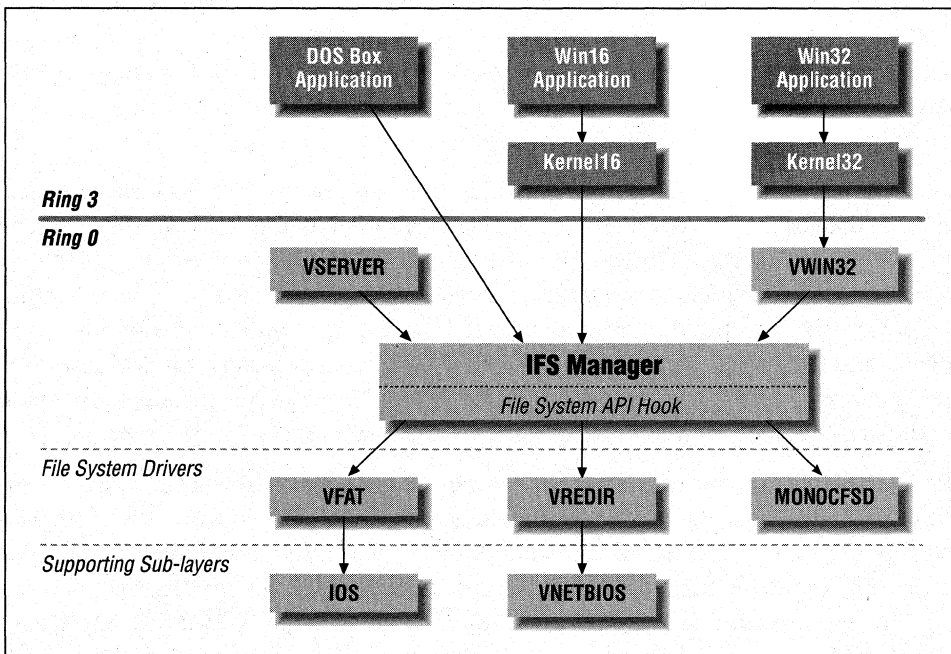 DOS Box
Application
Win16
Application
Win32
Application
Kernel16
Kernel32
Ring 3
Ring 0
VSERVER
VWIN32
IFS Manager
File System API Hook
File System Drivers
VFAT
VREDIR
MONOCFSD
Supporting Sub-layers
IOS
VNETBIOS